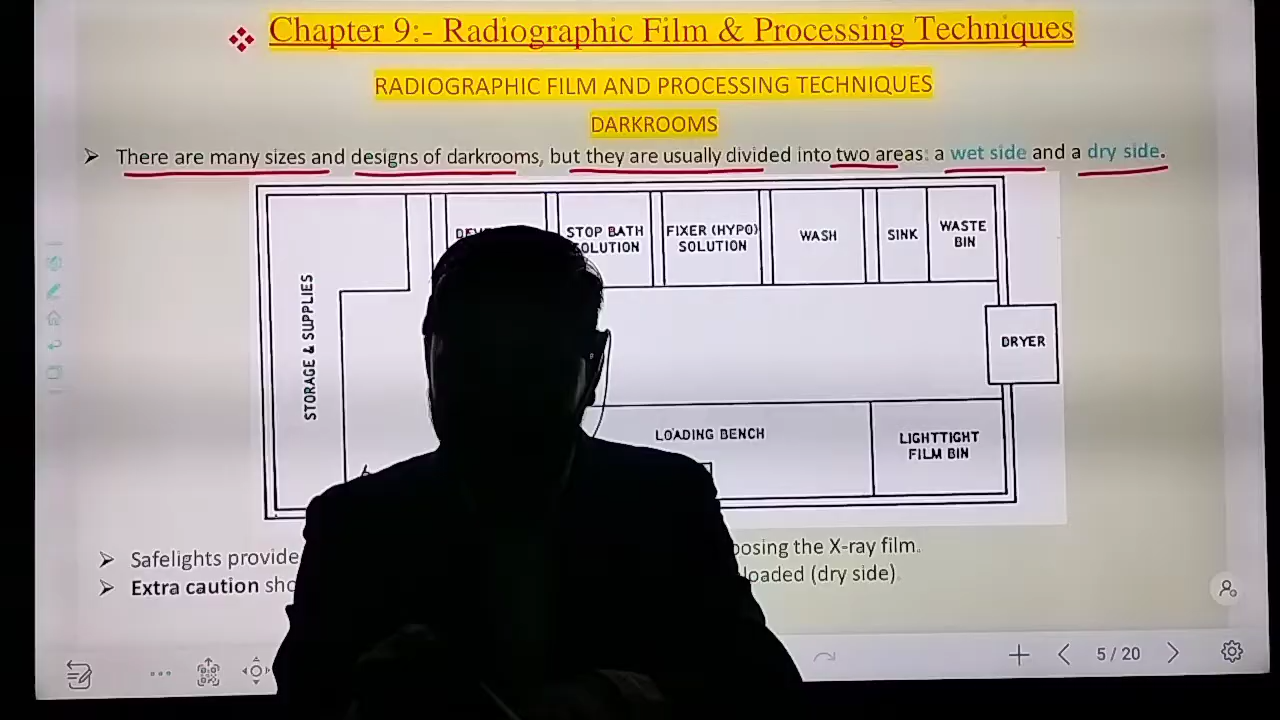 Chapter 9:- Radiographic Film & Processing Techniques
RADIOGRAPHIC FILM AND PROCESSING TECHNIQUES
DARKROOMS
There are many sizes and designs of darkrooms, but they are usually divided into two areas: a wet side and a dry side.
STOP BATH
SOLUTION
FIXER (HYPO)
SOLUTION
WASH
SINK
WASTE
BIN
STORAGE & SUPPLIES
DRYER
LOADING BENCH
LIGHTTIGHT
FILM BIN
Safelights provide the X-ray film.
Extra caution loaded (dry side)
5 / 20